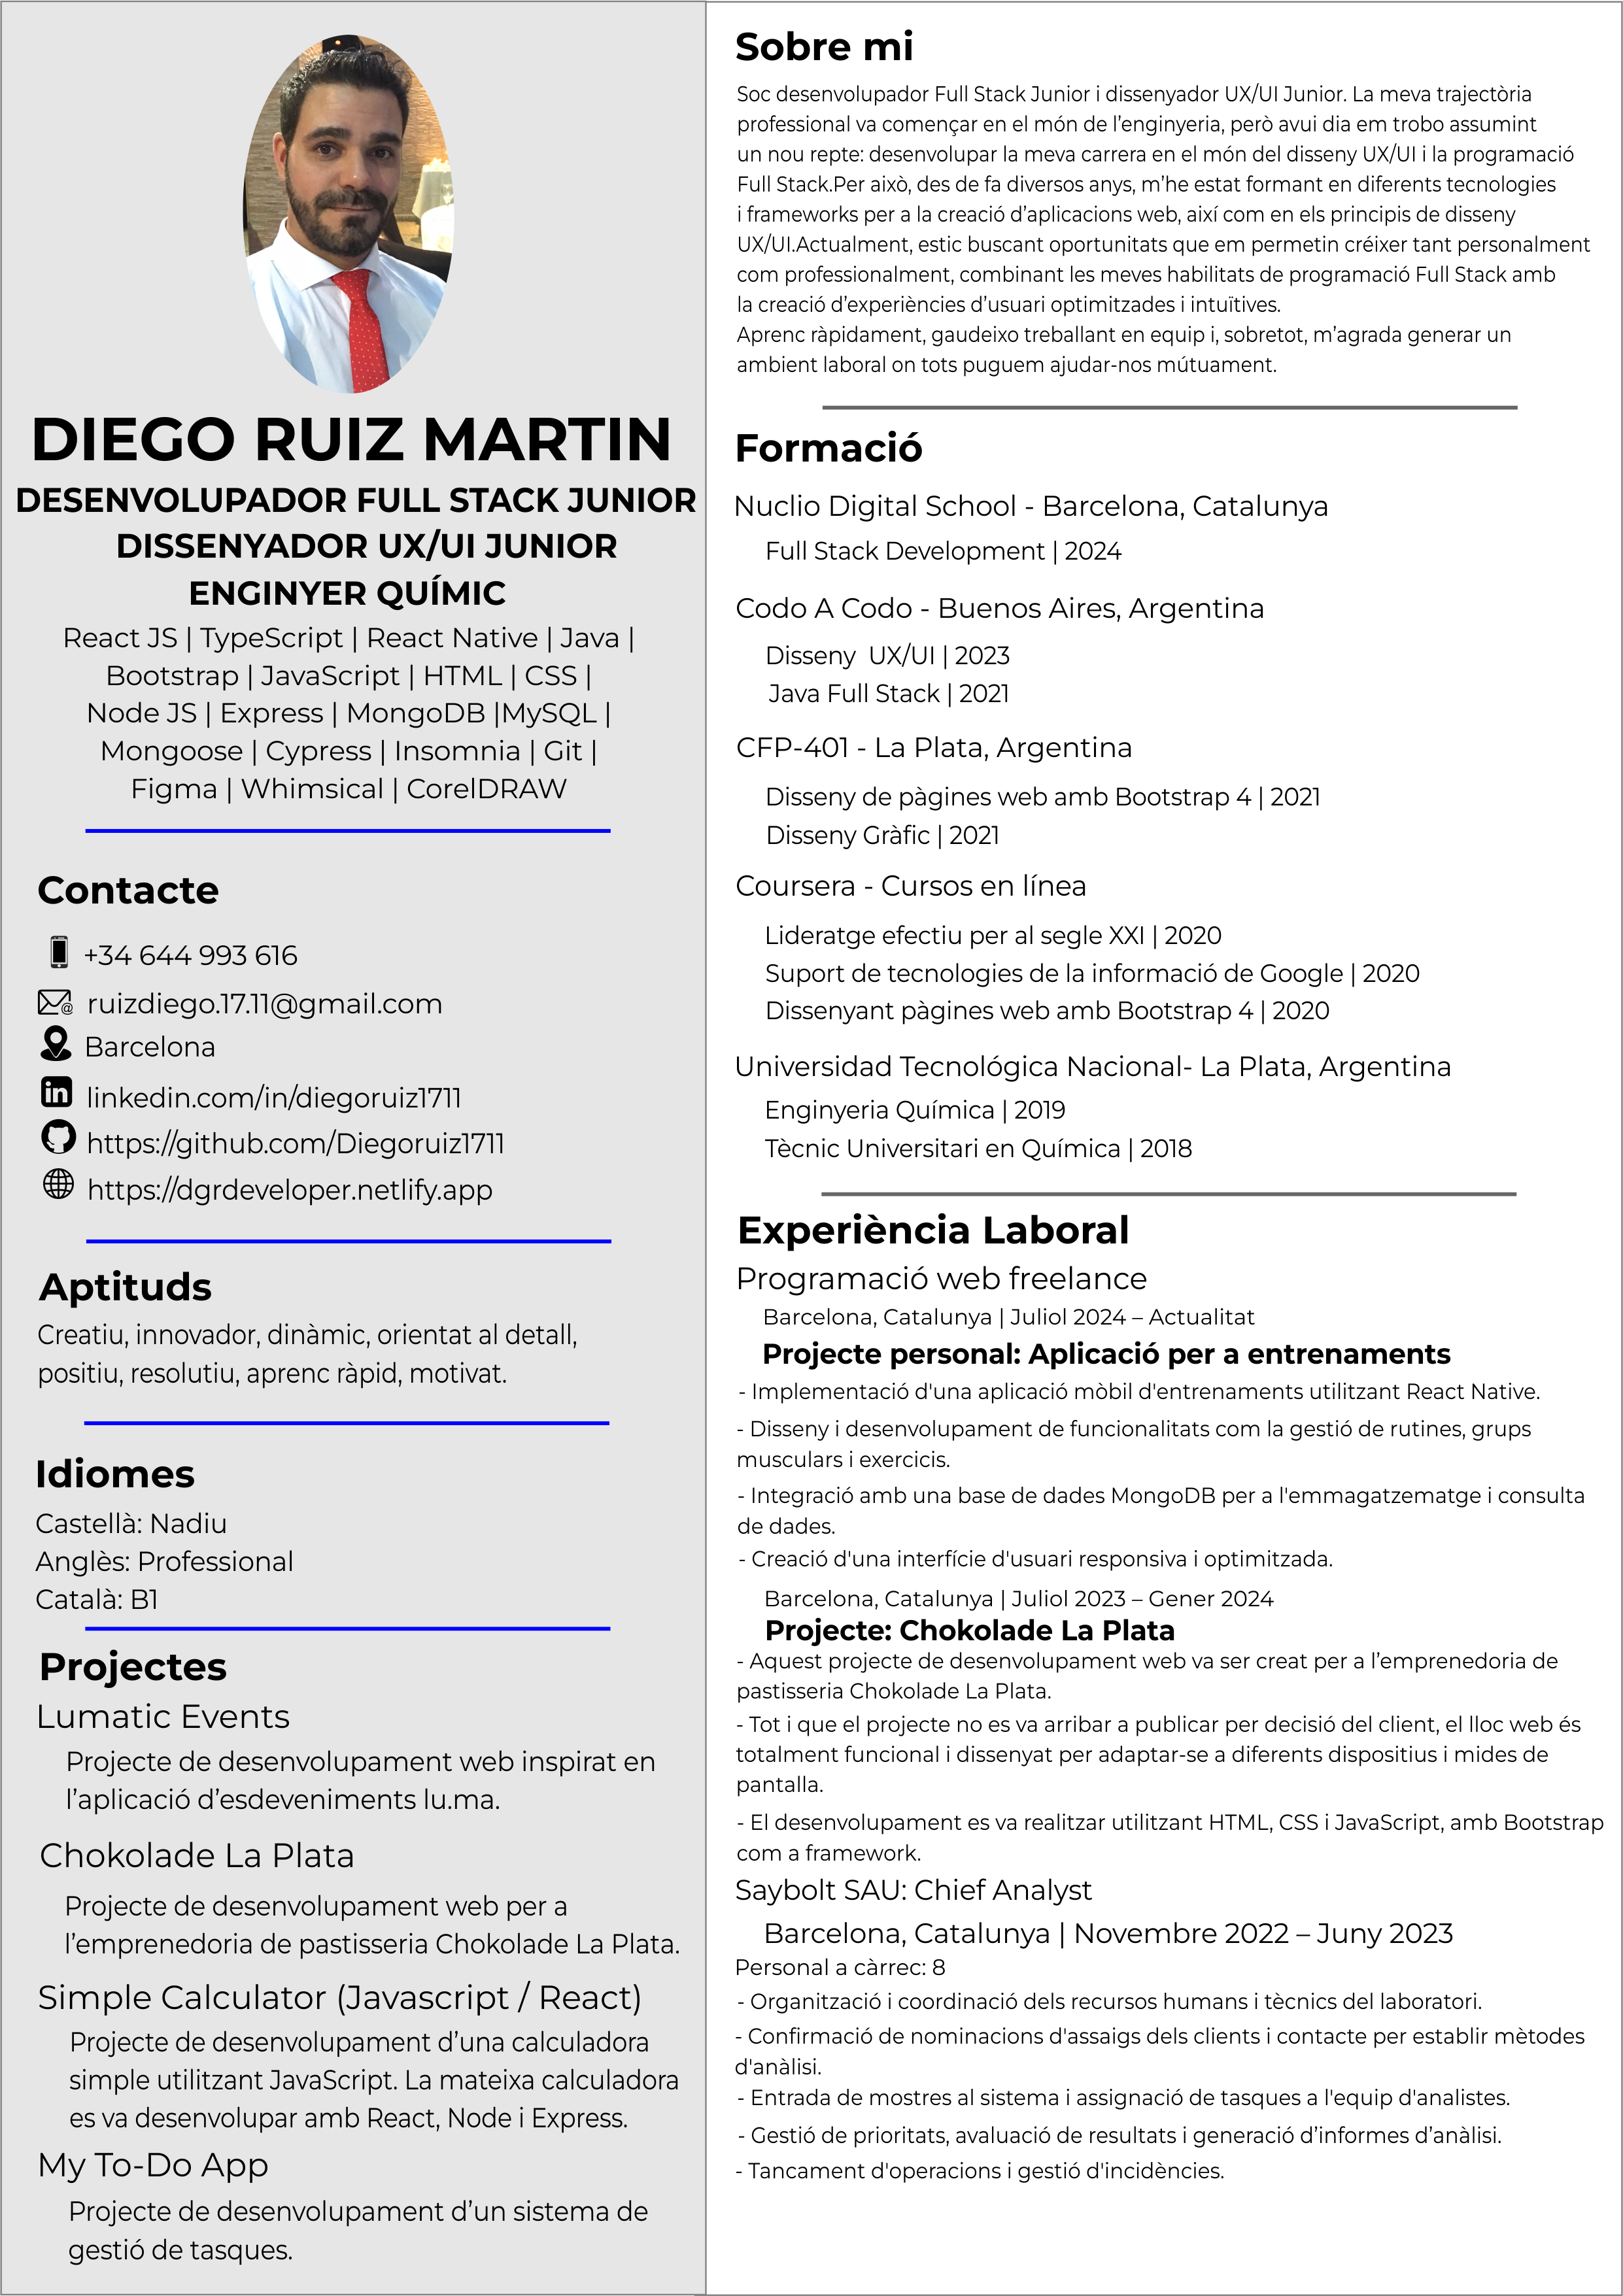 DIEGO RUIZ MARTIN
DESENVOLUPADOR FULL STACK JUNIOR
DISSENYADOR UX/UI JUNIOR
ENGINYER QUÍMIC
React JS | TypeScript | React Native | Java |
Bootstrap | JavaScript | HTML | CSS |
Node JS | Express | MongoDB |MySQL |
Mongoose | Cypress | Insomnia | Git |
Figma | Whimsical | CorelDRAW
Contacte
+34 644 993 616
ruizdiego.17.11@gmail.com
Barcelona
linkedin.com/in/diegoruiz1711
https://github.com/Diegoruiz1711
https://dgrdeveloper.netlify.app
Aptituds
Creatiu, innovador, dinàmic, orientat al detall,
positiu, resolutiu, aprenc ràpid, motivat.
Idiomes
Castellà: Nadiu
Anglès: Professional
Català: B1
Projectes
Lumatic Events
Projecte de desenvolupament web inspirat en
l’aplicació d’esdeveniments lu.ma.
Chokolade La Plata
Projecte de desenvolupament web per a
l’emprenedoria de pastisseria Chokolade La Plata.
Simple Calculator (Javascript / React)
Projecte de desenvolupament d’una calculadora
simple utilitzant JavaScript. La mateixa calculadora
es va desenvolupar amb React, Node i Express.
My To-Do App
Projecte de desenvolupament d’un sistema de
gestió de tasques.
Sobre mi
Soc desenvolupador Full Stack Junior i dissenyador UX/UI Junior. La meva trajectòria
professional va començar en el món de l’enginyeria, però avui dia em trobo assumint
un nou repte: desenvolupar la meva carrera en el món del disseny UX/UI i la programació
Full Stack.Per això, des de fa diversos anys, m’he estat formant en diferents tecnologies
i frameworks per a la creació d’aplicacions web, així com en els principis de disseny
UX/UI.Actualment, estic buscant oportunitats que em permetin créixer tant personalment
com professionalment, combinant les meves habilitats de programació Full Stack amb
la creació d’experiències d’usuari optimitzades i intuïtives.
Aprenc ràpidament, gaudeixo treballant en equip i, sobretot, m’agrada generar un
ambient laboral on tots puguem ajudar-nos mútuament.
Formació
Nuclio Digital School - Barcelona, Catalunya
Full Stack Development | 2024
Codo A Codo - Buenos Aires, Argentina
Disseny  UX/UI | 2023
Java Full Stack | 2021
CFP-401 - La Plata, Argentina
Disseny de pàgines web amb Bootstrap 4 | 2021
Disseny Gràfic | 2021
Coursera - Cursos en línea
Lideratge efectiu per al segle XXI | 2020
Suport de tecnologies de la informació de Google | 2020
Dissenyant pàgines web amb Bootstrap 4 | 2020
Universidad Tecnológica Nacional- La Plata, Argentina
Enginyeria Química | 2019
Tècnic Universitari en Química | 2018
Experiència Laboral
Programació web freelance
Barcelona, Catalunya | Juliol 2024 – Actualitat
Projecte personal: Aplicació per a entrenaments
- Implementació d'una aplicació mòbil d'entrenaments utilitzant React Native.
- Disseny i desenvolupament de funcionalitats com la gestió de rutines, grups
musculars i exercicis.
- Integració amb una base de dades MongoDB per a l'emmagatzematge i consulta
de dades.
- Creació d'una interfície d'usuari responsiva i optimitzada.
Barcelona, Catalunya | Juliol 2023 – Gener 2024
Projecte: Chokolade La Plata
- Aquest projecte de desenvolupament web va ser creat per a l’emprenedoria de
pastisseria Chokolade La Plata.
- Tot i que el projecte no es va arribar a publicar per decisió del client, el lloc web és
totalment funcional i dissenyat per adaptar-se a diferents dispositius i mides de
pantalla.
- El desenvolupament es va realitzar utilitzant HTML, CSS i JavaScript, amb Bootstrap
com a framework.
Saybolt SAU: Chief Analyst
Barcelona, Catalunya | Novembre 2022 – Juny 2023
Personal a càrrec: 8
- Organització i coordinació dels recursos humans i tècnics del laboratori.
- Confirmació de nominacions d'assaigs dels clients i contacte per establir mètodes
d'anàlisi.
- Entrada de mostres al sistema i assignació de tasques a l'equip d'analistes.
- Gestió de prioritats, avaluació de resultats i generació d’informes d’anàlisi.
- Tancament d'operacions i gestió d'incidències.